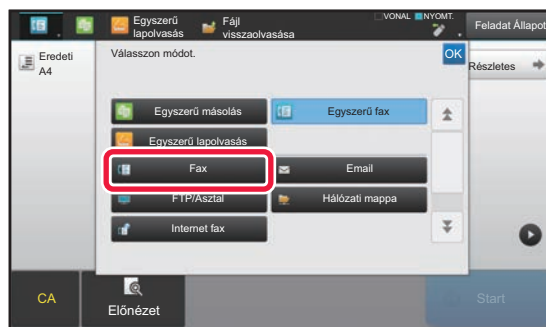 Egyszerű
lapolvasás
Fájl
visszaolvasása
VONAL
NYOMT.
Feladat Állapot
Eredeti
A4
Válasszon módot.
OK
Részletes
Egyszerű másolás
Egyszerű fax
Egyszerű lapolvasás
Fax
Email
FTP/Asztal
Hálózati mappa
Internet fax
CA
Előnézet
Start